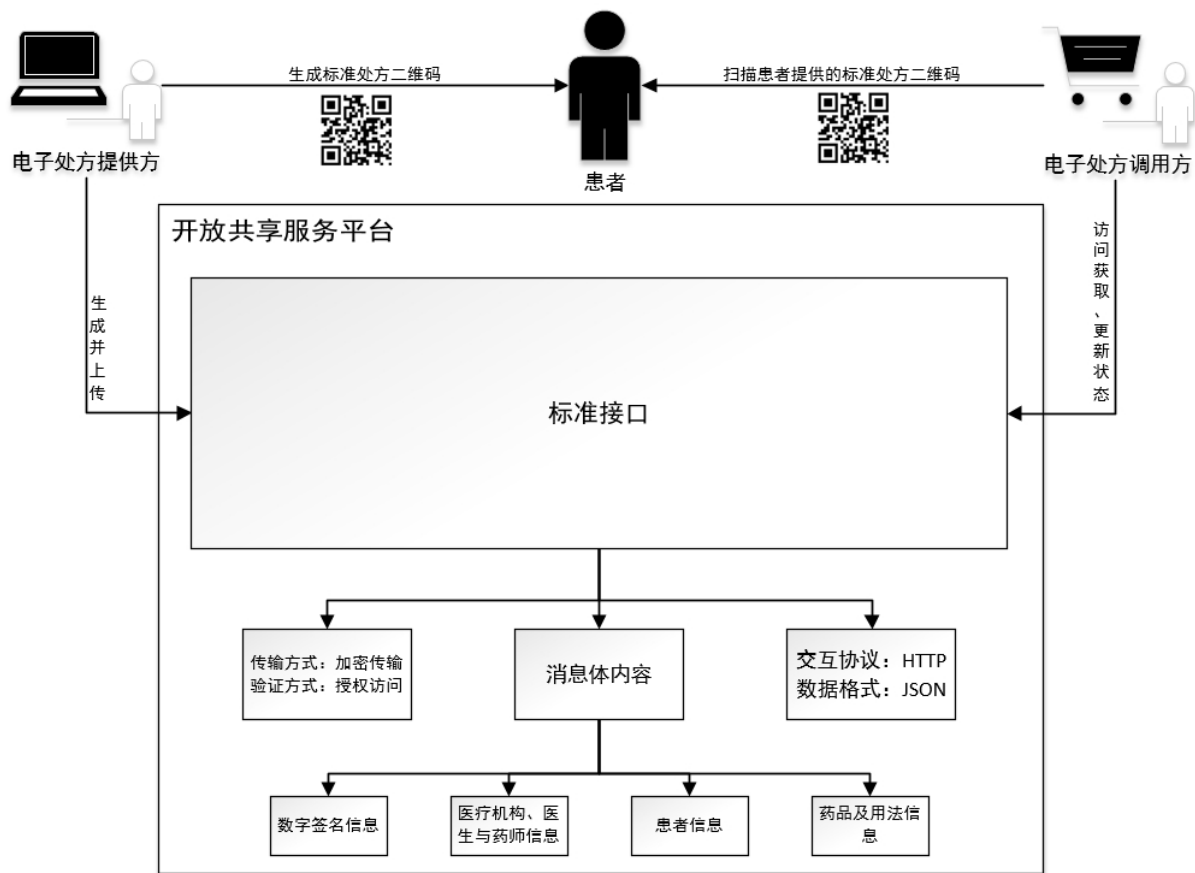 生成标准处方二维码
扫描患者提供的标准处方二维码
电子处方提供方
患者
电子处方调用方
开放共享服务平台
生成并上传
访问获取、更新状态
标准接口
传输方式：加密传输
验证方式：授权访问
消息体内容
交互协议：HTTP
数据格式：JSON
数字签名信息
医疗机构、医
生与药师信息
患者信息
药品及用法信
息